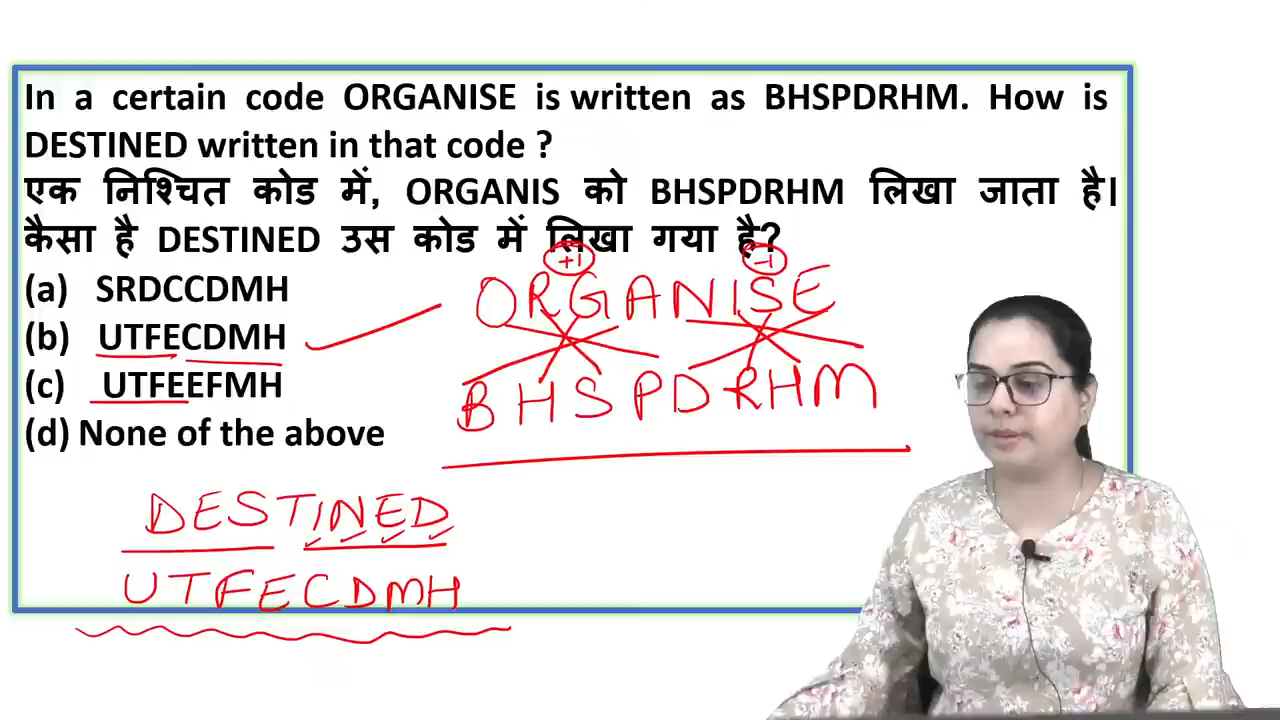 In a certain code ORGANISE is written as BHSPDRHM. How is
DESTINED written in that code ?
एक निश्चित कोड में, ORGANIS को BHSPDRHM लिखा जाता है।
कैसा है DESTINED उस कोड में लिखा गया है?
+1 -1
(a) SRDCCDMH
ORGANISE
(b) UTFECDMH
(c) UTFEEFMH
BHSPDRHM
(d) None of the above
DESTINED
UTFECDMH